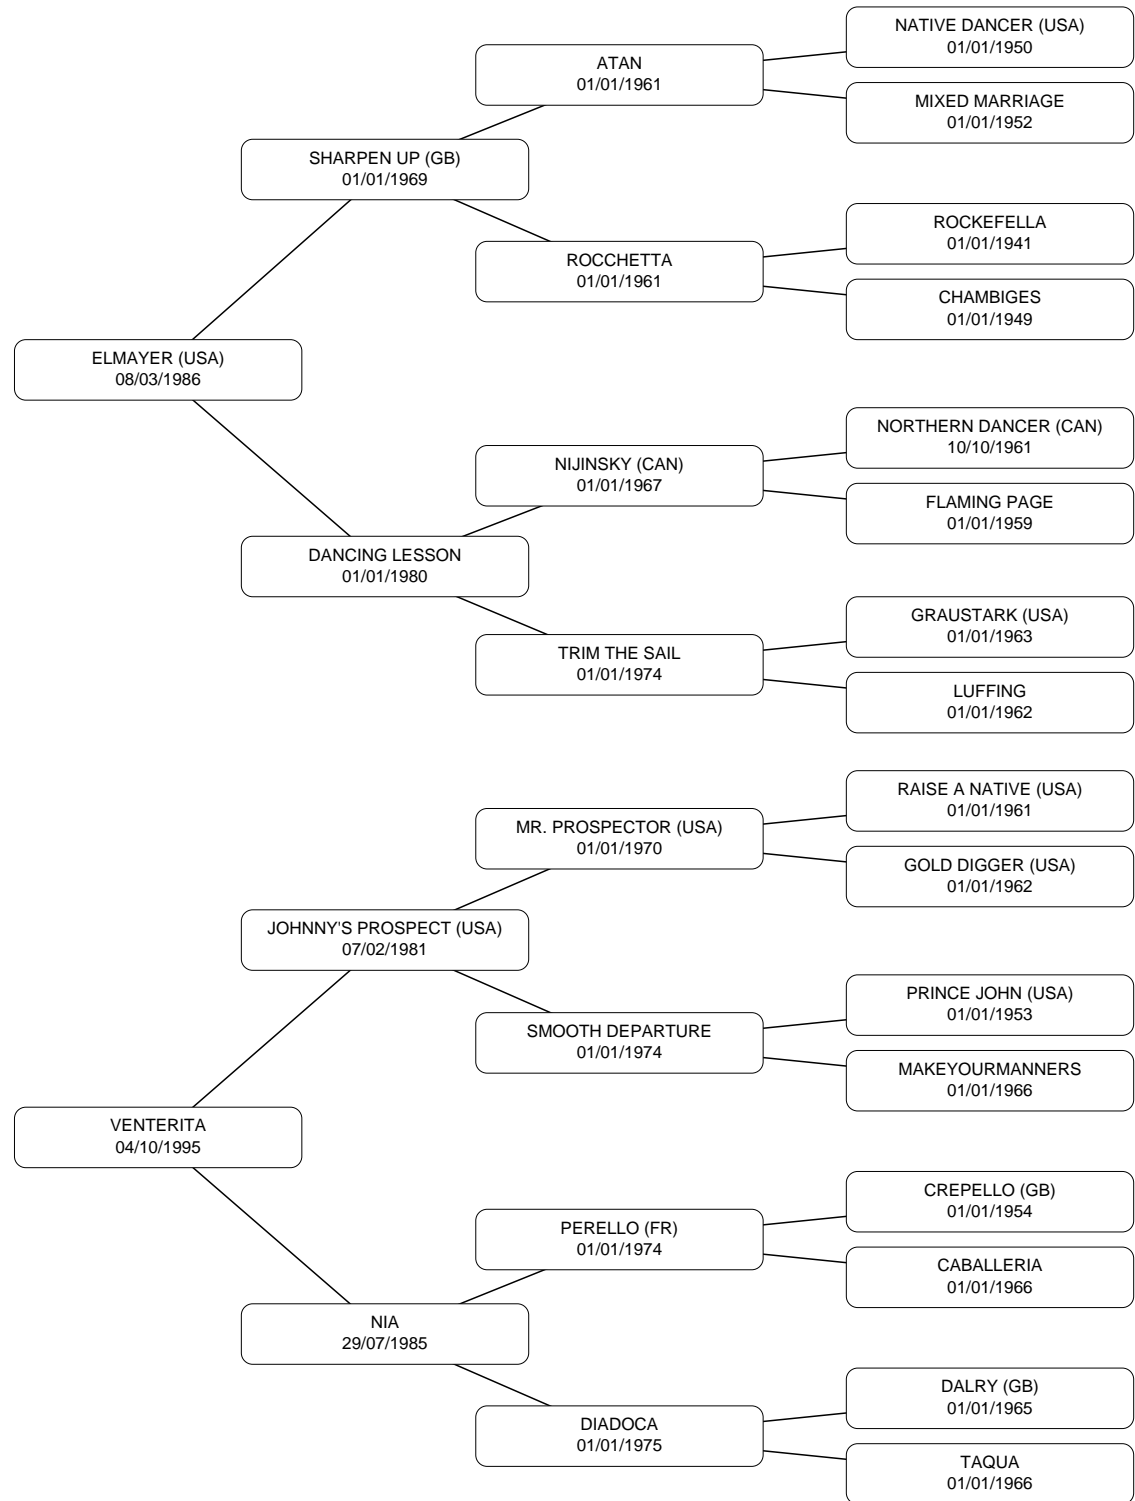 NATIVE DANCER (USA)
01/01/1950
ATAN
01/01/1961
MIXED MARRIAGE
01/01/1952
SHARPEN UP (GB)
01/01/1969
ROCKEFELLA
01/01/1941
ROCCHETTA
01/01/1961
CHAMBIGES
01/01/1949
ELMAYER (USA)
08/03/1986
NORTHERN DANCER (CAN)
10/10/1961
NIJINSKY (CAN)
01/01/1967
FLAMING PAGE
01/01/1959
DANCING LESSON
01/01/1980
GRAUSTARK (USA)
01/01/1963
TRIM THE SAIL
01/01/1974
LUFFING
01/01/1962
RAISE A NATIVE (USA)
01/01/1961
MR. PROSPECTOR (USA)
01/01/1970
GOLD DIGGER (USA)
01/01/1962
JOHNNY'S PROSPECT (USA)
07/02/1981
PRINCE JOHN (USA)
01/01/1953
SMOOTH DEPARTURE
01/01/1974
MAKEYOURMANNERS
01/01/1966
VENTERITA
04/10/1995
CREPELLO (GB)
01/01/1954
PERELLO (FR)
01/01/1974
CABALLERIA
01/01/1966
NIA
29/07/1985
DALRY (GB)
01/01/1965
DIADOCA
01/01/1975
TAQUA
01/01/1966